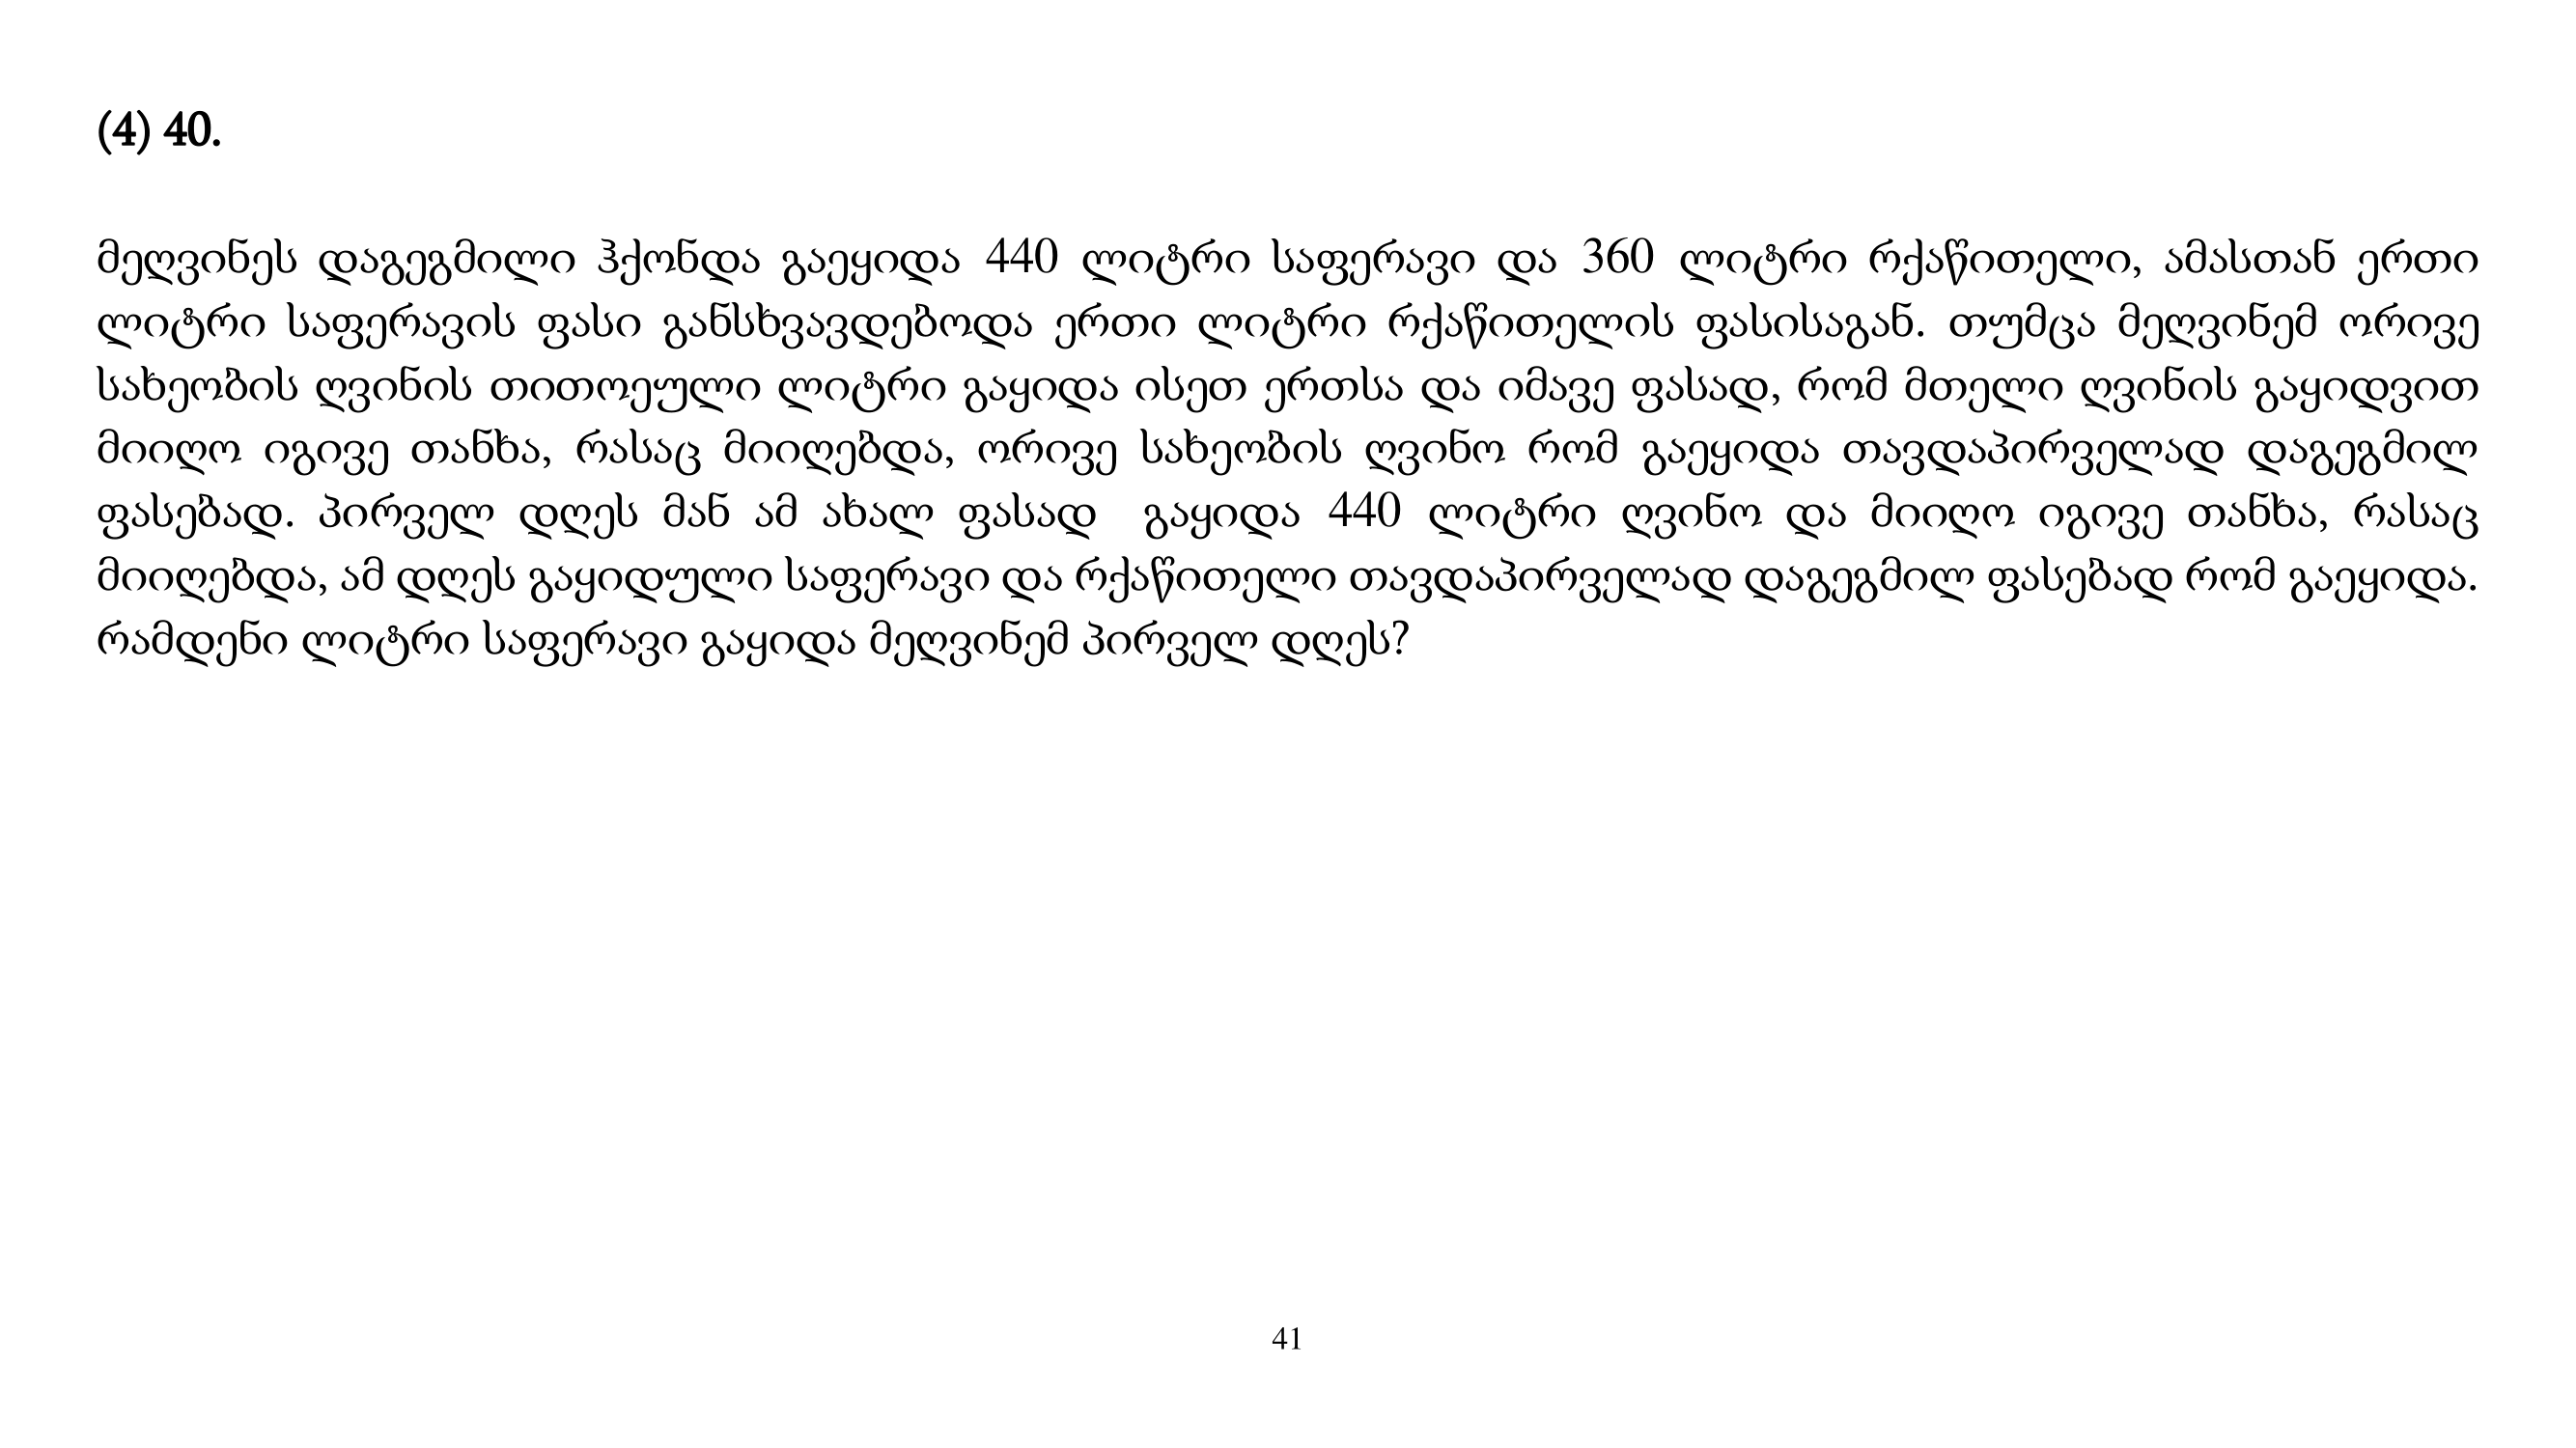 (4) 40.
მეღვინეს დაგეგმილი ჰქონდა გაეყიდა 440 ლიტრი საფერავი და 360 ლიტრი რქაწითელი, ამასთან ერთი
ლიტრი საფერავის ფასი განსხვავდებოდა ერთი ლიტრი რქაწითელის ფასისაგან. თუმცა მეღვინემ ორივე
სახეობის ღვინის თითოეული ლიტრი გაყიდა ისეთ ერთსა და იმავე ფასად, რომ მთელი ღვინის გაყიდვით
მიიღო იგივე თანხა, რასაც მიიღებდა, ორივე სახეობის ღვინო რომ გაეყიდა თავდაპირველად დაგეგმილ
ფასებად. პირველ დღეს მან ამ ახალ ფასად გაყიდა 440 ლიტრი ღვინო და მიიღო იგივე თანხა, რასაც
მიიღებდა, ამ დღეს გაყიდული საფერავი და რქაწითელი თავდაპირველად დაგეგმილ ფასებად რომ გაეყიდა.
რამდენი ლიტრი საფერავი გაყიდა მეღვინემ პირველ დღეს?
41